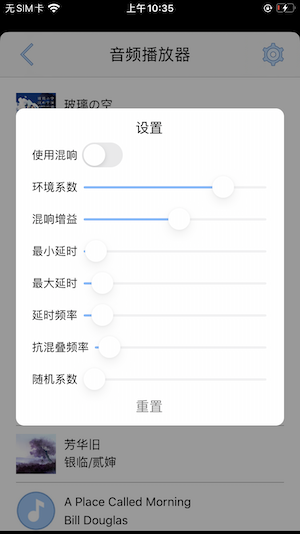 无SIM卡 上午10:35
音频播放器
玻璃の空
设置
使用混响
环境系数
混响增益
最小延时
最大延时
延时频率
抗混叠频率
随机系数
重置
芳华旧
银临/贰婶
A Place Called Morning
Bill Douglas